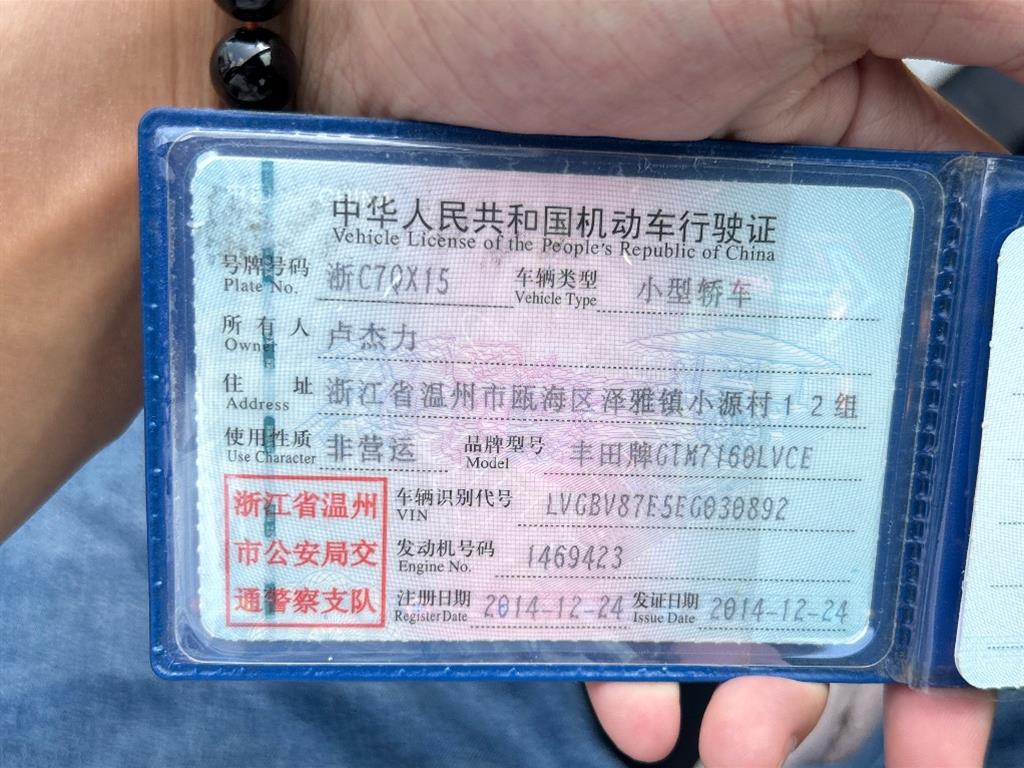 中华人民共和国机动车行驶证
Vehicle License of the People's Republic of China
号牌号码 浙C7QX15 车辆类型 小型轿车
Plate No. Vehicle Type
所有人 卢杰力
Owner
住址 浙江省温州市瓯海区泽雅镇小源村12组
Address
使用性质 非营运 品牌型号 丰田牌GTM7160LVCE
Use Character Model
浙江省温州 车辆识别代号 LVGBV87E5EG030892
VIN
市公安局交 发动机号码 1469423
Engine No.
通警察支队 注册日期 2014-12-24 发证日期 2014-12-24
Register Date Issue Date